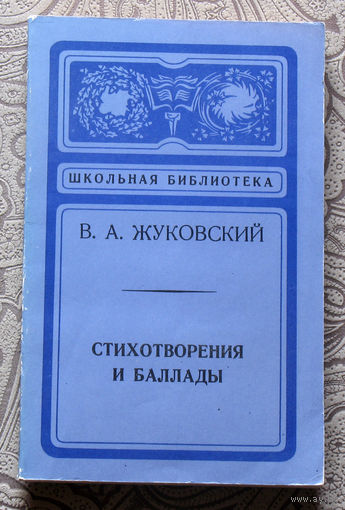 ШКОЛЬНАЯ БИБЛИОТЕКА
В. А. ЖУКОВСКИЙ
СТИХОТВОРЕНИЯ
И БАЛЛАДЫ